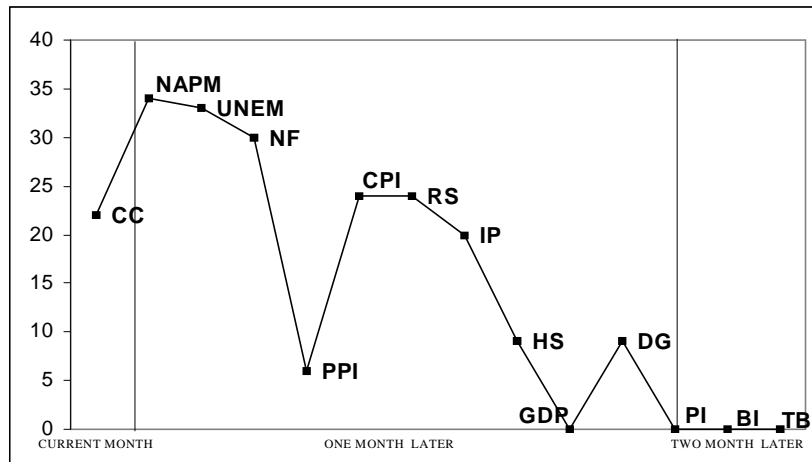 40
35
30
25
20
15
10
5
0
NAPM
UNEM
NF
CC
CPI
RS
IP
PPI
HS
DG
GDP
PI
BI
TB
CURRENT MONTH
ONE MONTH LATER
TWO MONTH LATER